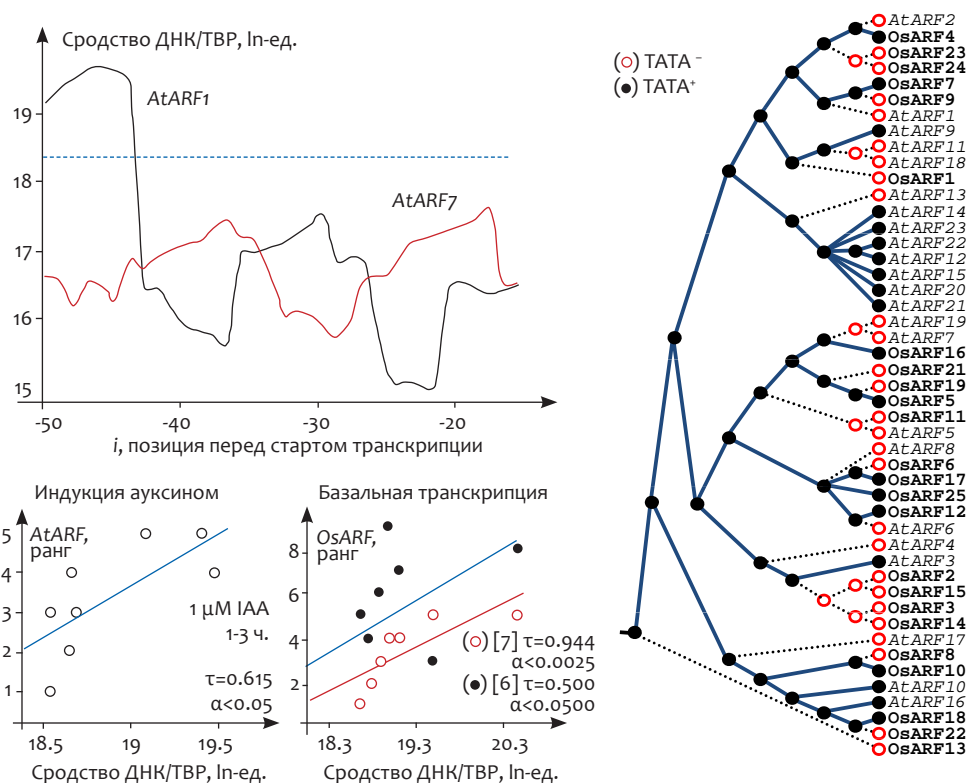 Сродство ДНК/ТВР, ln-ед.
AtARF1
AtARF7
19
18
17
16
15
-50
-40
-30
-20
i, позиция перед стартом транскрипции
(○) TATA⁻
(●) TATA⁺
Индукция ауксином
AtARF,
ранг
5
4
3
2
1
1 μM IAA
1-3 ч.
τ=0.615
α<0.05
18.5
19
19.5
Сродство ДНК/ТВР, ln-ед.
Базальная транскрипция
OsARF,
ранг
8
6
4
2
(○) [7] τ=0.944
α<0.0025
(●) [6] τ=0.500
α<0.0500
18.3
19.3
20.3
Сродство ДНК/ТВР, ln-ед.
AtARF2
OsARF4
OsARF23
OsARF24
OsARF7
OsARF9
AtARF1
AtARF9
AtARF11
AtARF18
OsARF1
AtARF13
AtARF14
AtARF23
AtARF22
AtARF12
AtARF15
AtARF20
AtARF21
AtARF19
AtARF7
OsARF16
OsARF21
OsARF19
OsARF5
OsARF11
AtARF5
AtARF8
OsARF6
OsARF17
OsARF25
OsARF12
AtARF6
AtARF4
AtARF3
OsARF2
OsARF15
OsARF3
OsARF14
AtARF17
OsARF8
OsARF10
AtARF10
AtARF16
OsARF18
OsARF22
OsARF13